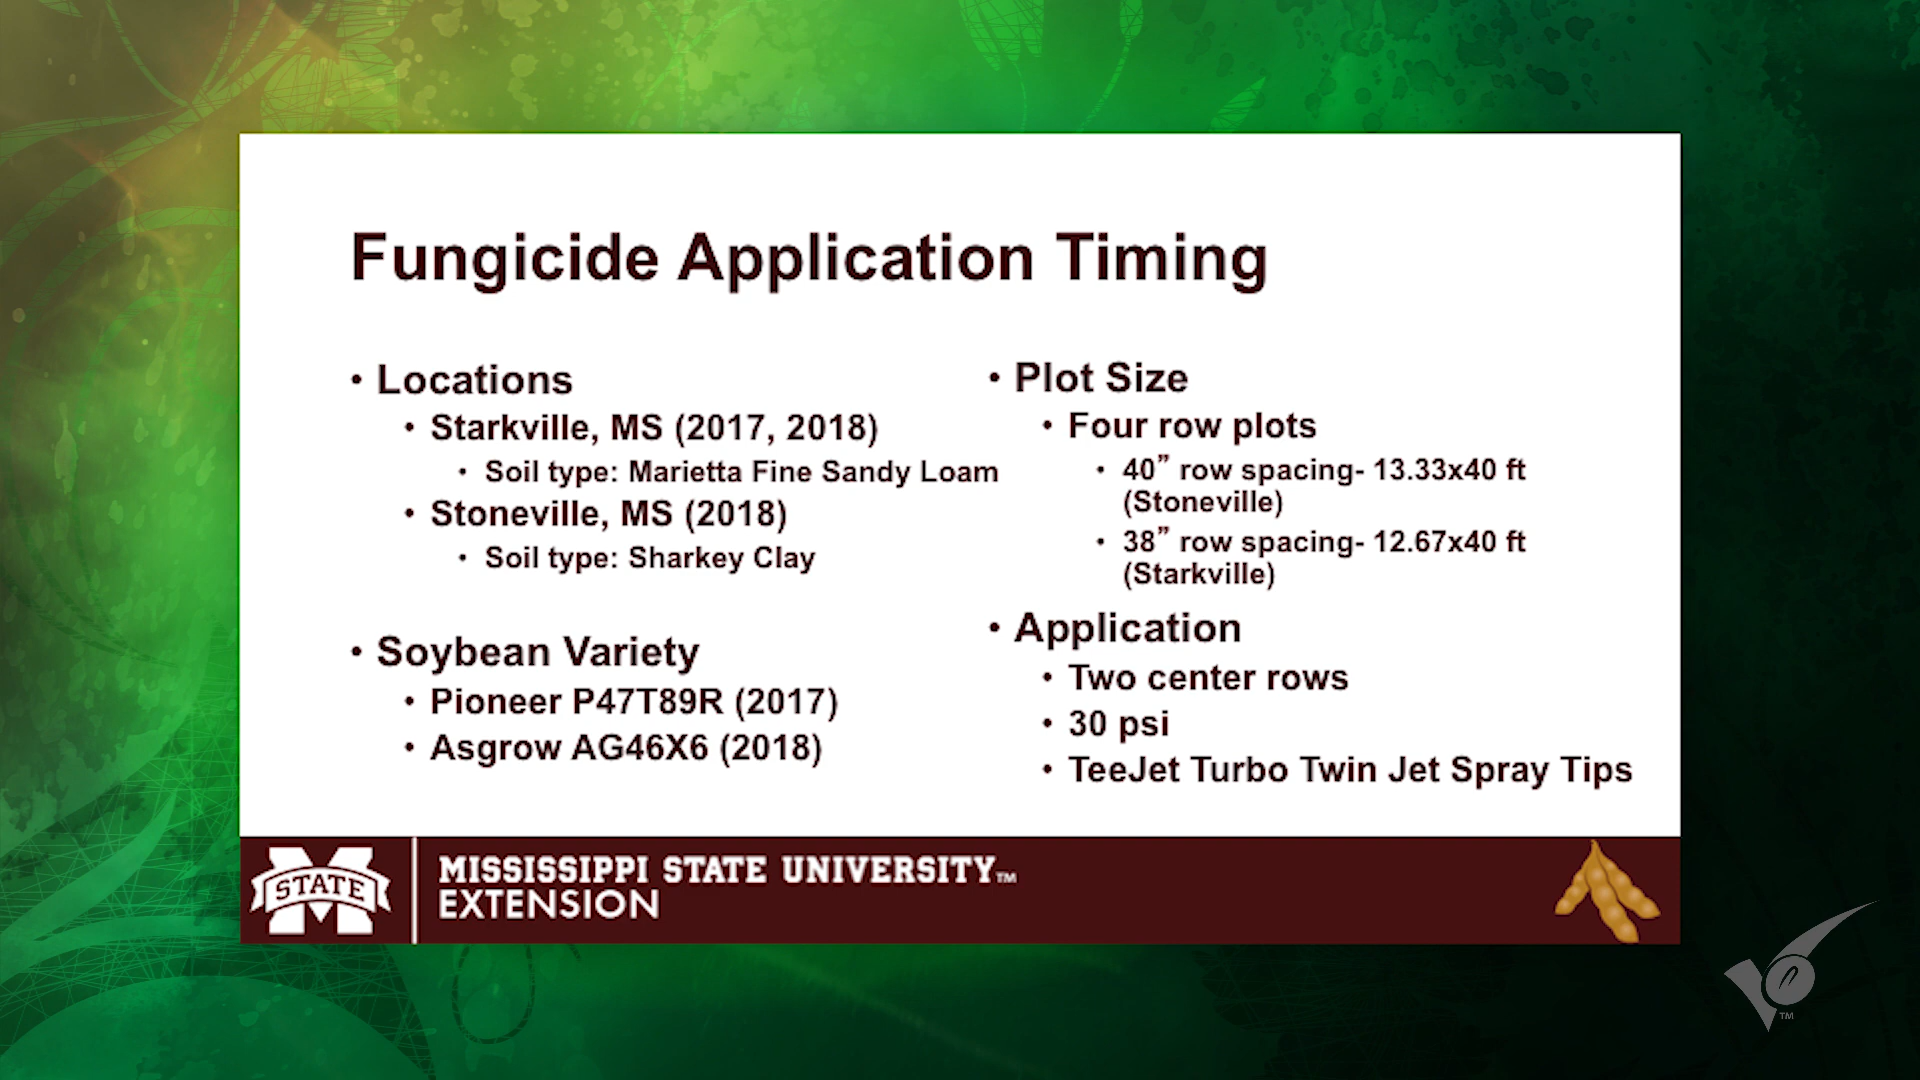 Fungicide Application Timing
• Locations
• Starkville, MS (2017, 2018)
• Soil type: Marietta Fine Sandy Loam
• Stoneville, MS (2018)
• Soil type: Sharkey Clay
• Soybean Variety
• Pioneer P47T89R (2017)
• Asgrow AG46X6 (2018)
• Plot Size
• Four row plots
• 40” row spacing- 13.33x40 ft
(Stoneville)
• 38” row spacing- 12.67x40 ft
(Starkville)
• Application
• Two center rows
• 30 psi
• TeeJet Turbo Twin Jet Spray Tips
STATE
MISSISSIPPI STATE UNIVERSITY™
EXTENSION
™